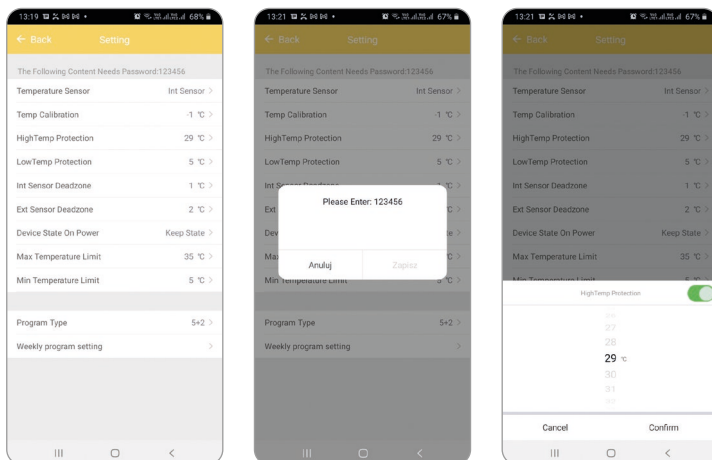 13:19
68%
← Back Setting
The Following Content Needs Password:123456
Temperature Sensor Int Sensor >
Temp Calibration -1 °C >
HighTemp Protection 29 °C >
LowTemp Protection 5 °C >
Int Sensor Deadzone 1 °C >
Ext Sensor Deadzone 2 °C >
Device State On Power Keep State >
Max Temperature Limit 35 °C >
Min Temperature Limit 5 °C >
Program Type 5+2 >
Weekly program setting >
13:21
67%
← Back Setting
The Following Content Needs Password:123456
Temperature Sensor Int Sensor >
Temp Calibration -1 °C >
HighTemp Protection 29 °C >
LowTemp Protection 5 °C >
Please Enter: 123456
Anuluj Zapisz
Program Type 5+2 >
Weekly program setting >
13:21
67%
← Back Setting
The Following Content Needs Password:123456
Temperature Sensor Int Sensor >
Temp Calibration -1 °C >
HighTemp Protection 29 °C >
LowTemp Protection 5 °C >
Int Sensor Deadzone 1 °C >
Ext Sensor Deadzone 2 °C >
Device State On Power Keep State >
Max Temperature Limit 35 °C >
Min Temperature Limit 5 °C >
HighTemp Protection
27
28
29 °C
30
31
Cancel Confirm